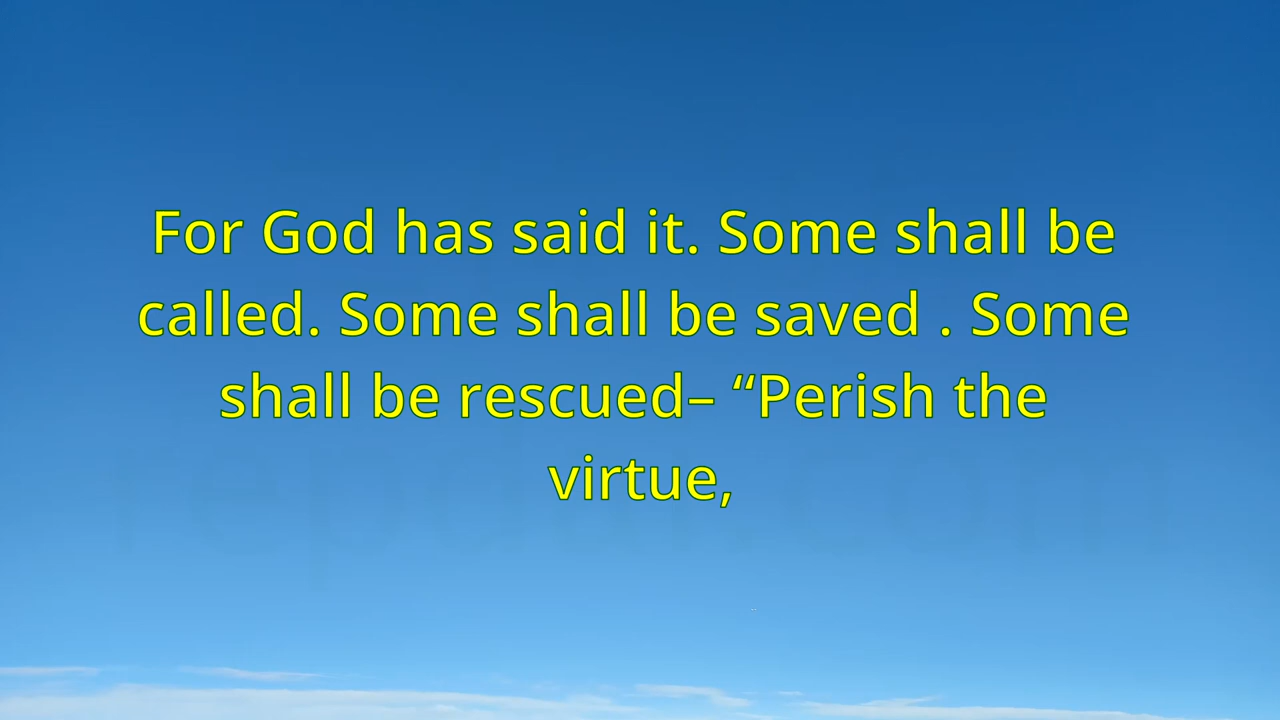 For God has said it. Some shall be
called. Some shall be saved . Some
shall be rescued– “Perish the
virtue,